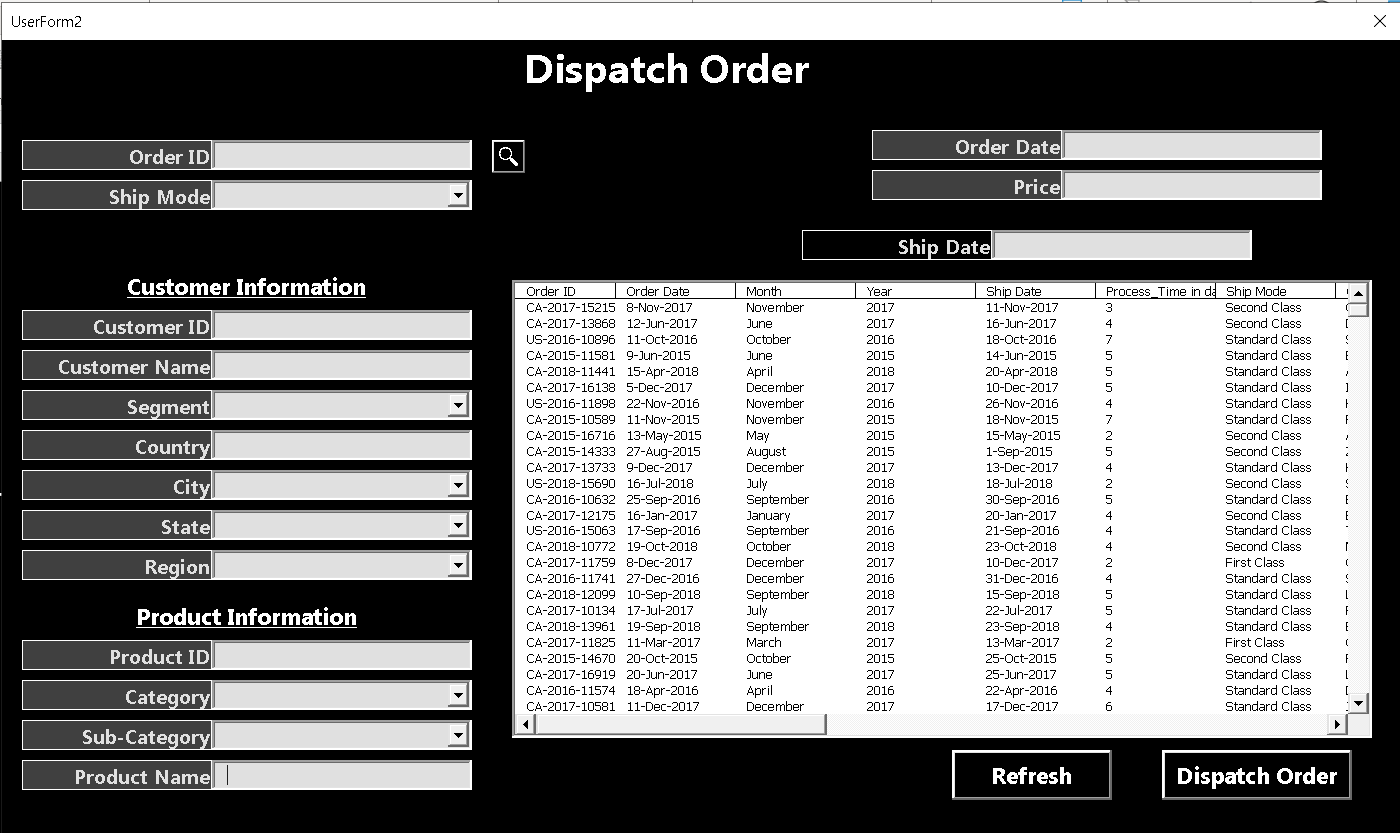 UserForm2
Dispatch Order
Order ID
Order Date
Ship Mode
Price
Ship Date
Customer Information
Customer ID
Customer Name
Segment
Country
City
State
Region
Product Information
Product ID
Category
Sub-Category
Product Name
Order ID Order Date Month Year Ship Date Process_Time in da Ship Mode
CA-2017-15215 8-Nov-2017 November 2017 11-Nov-2017 3 Second Class
CA-2017-13868 12-Jun-2017 June 2017 16-Jun-2017 4 Second Class
US-2016-10896 11-Oct-2016 October 2016 18-Oct-2016 7 Standard Class
CA-2015-11581 9-Jun-2015 June 2015 14-Jun-2015 5 Standard Class
CA-2018-11441 15-Apr-2018 April 2018 20-Apr-2018 5 Standard Class
CA-2017-16138 5-Dec-2017 December 2017 10-Dec-2017 5 Standard Class
US-2016-11898 22-Nov-2016 November 2016 26-Nov-2016 4 Standard Class
CA-2015-10589 11-Nov-2015 November 2015 18-Nov-2015 7 Standard Class
CA-2015-16716 13-May-2015 May 2015 15-May-2015 2 Second Class
CA-2015-14333 27-Aug-2015 August 2015 1-Sep-2015 5 Second Class
CA-2017-13733 9-Dec-2017 December 2017 13-Dec-2017 4 Standard Class
US-2018-15690 16-Jul-2018 July 2018 18-Jul-2018 2 Second Class
CA-2016-10632 25-Sep-2016 September 2016 30-Sep-2016 5 Standard Class
CA-2017-12175 16-Jan-2017 January 2017 20-Jan-2017 4 Second Class
US-2016-15063 17-Sep-2016 September 2016 21-Sep-2016 4 Standard Class
CA-2018-10772 19-Oct-2018 October 2018 23-Oct-2018 4 Second Class
CA-2017-11759 8-Dec-2017 December 2017 10-Dec-2017 2 First Class
CA-2016-11741 27-Dec-2016 December 2016 31-Dec-2016 4 Standard Class
CA-2018-12099 10-Sep-2018 September 2018 15-Sep-2018 5 Standard Class
CA-2017-10134 17-Jul-2017 July 2017 22-Jul-2017 5 Standard Class
CA-2018-13961 19-Sep-2018 September 2018 23-Sep-2018 4 Standard Class
CA-2017-11825 11-Mar-2017 March 2017 13-Mar-2017 2 First Class
CA-2015-14670 20-Oct-2015 October 2015 25-Oct-2015 5 Second Class
CA-2017-16919 20-Jun-2017 June 2017 25-Jun-2017 5 Standard Class
CA-2016-11574 18-Apr-2016 April 2016 22-Apr-2016 4 Standard Class
CA-2017-10581 11-Dec-2017 December 2017 17-Dec-2017 6 Standard Class
Refresh
Dispatch Order